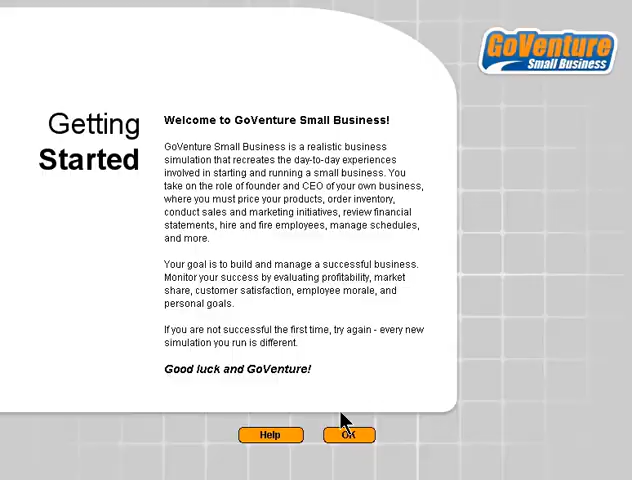 GoVenture
Small Business
Getting
Started
Welcome to GoVenture Small Business!
GoVenture Small Business is a realistic business
simulation that recreates the day-to-day experiences
involved in starting and running a small business. You
take on the role of founder and CEO of your own business,
where you must price your products, order inventory,
conduct sales and marketing initiatives, review financial
statements, hire and fire employees, manage schedules,
and more.
Your goal is to build and manage a successful business.
Monitor your success by evaluating profitability, market
share, customer satisfaction, employee morale, and
personal goals.
If you are not successful the first time, try again - every new
simulation you run is different.
Good luck and GoVenture!
Help
OK